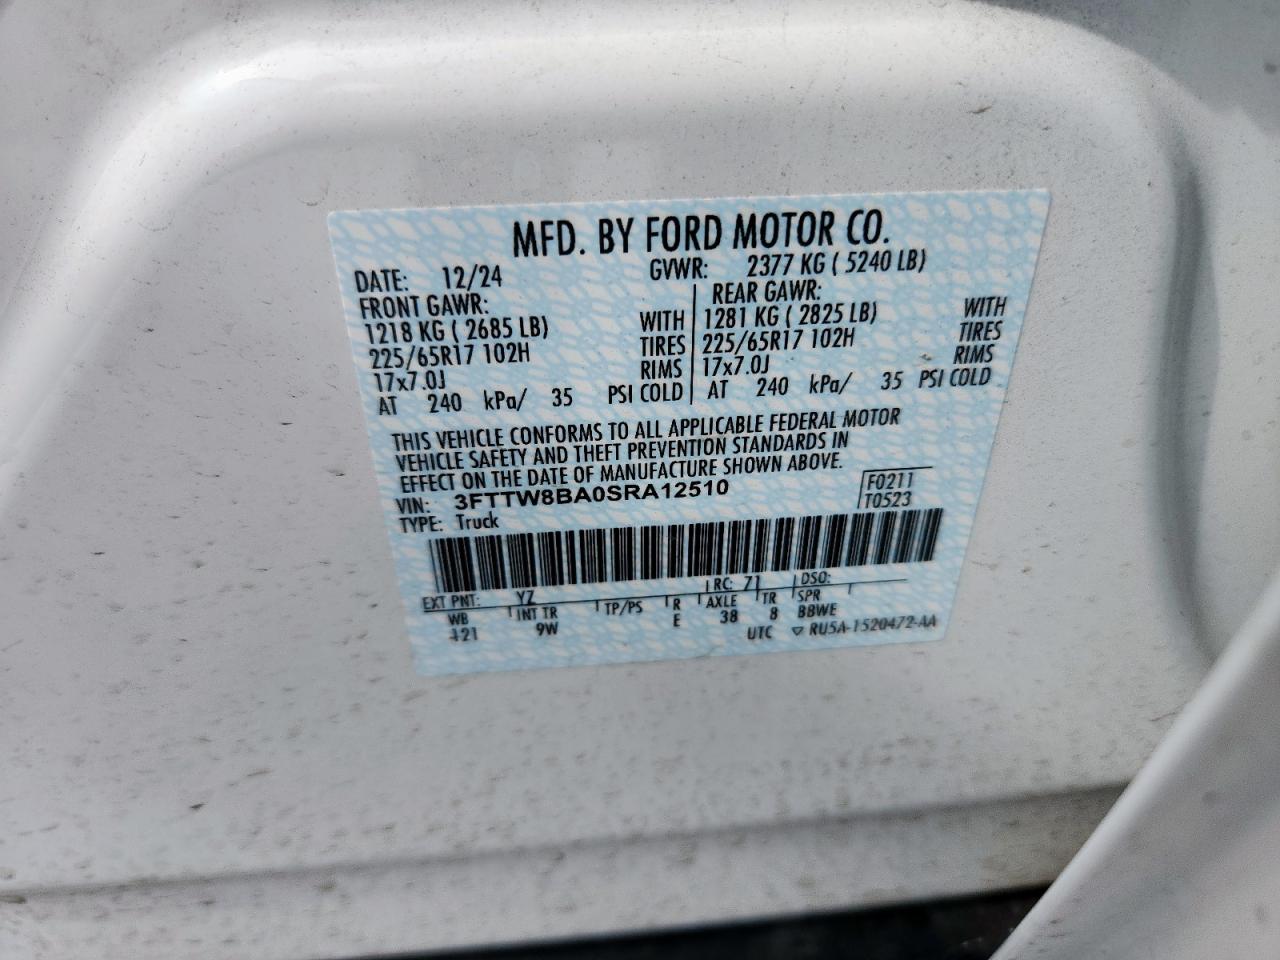 MFD. BY FORD MOTOR CO.
DATE: 12/24 GVWR: 2377 KG ( 5240 LB)
FRONT GAWR: REAR GAWR:
1218 KG ( 2685 LB) WITH 1281 KG ( 2825 LB) WITH
225/65R17 102H TIRES 225/65R17 102H TIRES
17x7.0J RIMS 17x7.0J RIMS
AT 240 kPa/ 35 PSI COLD AT 240 kPa/ 35 PSI COLD
THIS VEHICLE CONFORMS TO ALL APPLICABLE FEDERAL MOTOR
VEHICLE SAFETY AND THEFT PREVENTION STANDARDS IN
EFFECT ON THE DATE OF MANUFACTURE SHOWN ABOVE.
VIN: 3FTTW8BA0SRA12510 F0211
TYPE: Truck T0523
EXT PNT: YZ RC: 71 DSO:
WB INT TR TP/PS R AXLE TR SPR
121 9W E 38 8 BBWE
UTC ▽ RU5A-1520472-AA